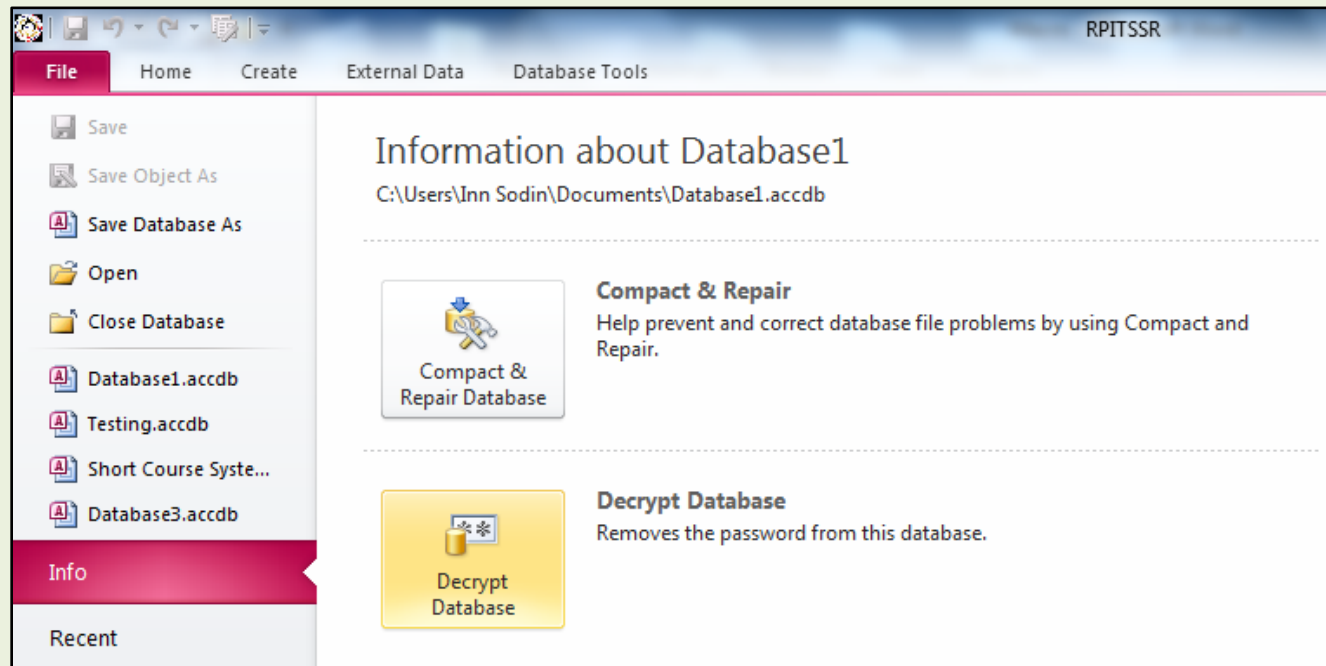 RPITSSR
File Home Create External Data Database Tools
Save
Save Object As
Save Database As
Open
Close Database
Database1.accdb
Testing.accdb
Short Course Syste...
Database3.accdb
Info
Recent
Information about Database1
C:\Users\Inn Sodin\Documents\Database1.accdb
Compact &
Repair Database
Compact & Repair
Help prevent and correct database file problems by using Compact and
Repair.
Decrypt
Database
Decrypt Database
Removes the password from this database.